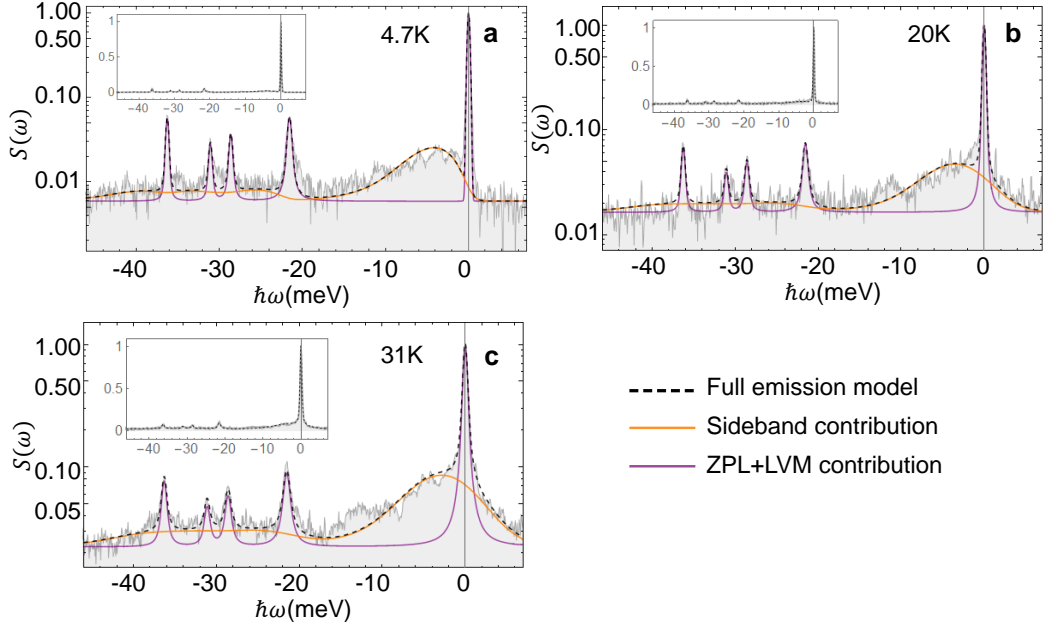 a
4.7K
S(ω)
1.00
0.50
0.10
0.05
0.01
-40
-30
-20
-10
0
ħω(meV)
1
0.5
0
-40 -30 -20 -10 0
b
20K
S(ω)
1.00
0.50
0.10
0.05
0.01
-40
-30
-20
-10
0
ħω(meV)
1
0.5
0
-40 -30 -20 -10 0
c
31K
S(ω)
1.00
0.50
0.10
0.05
-40
-30
-20
-10
0
ħω(meV)
1
0.5
0
-40 -30 -20 -10 0
Full emission model
Sideband contribution
ZPL+LVM contribution